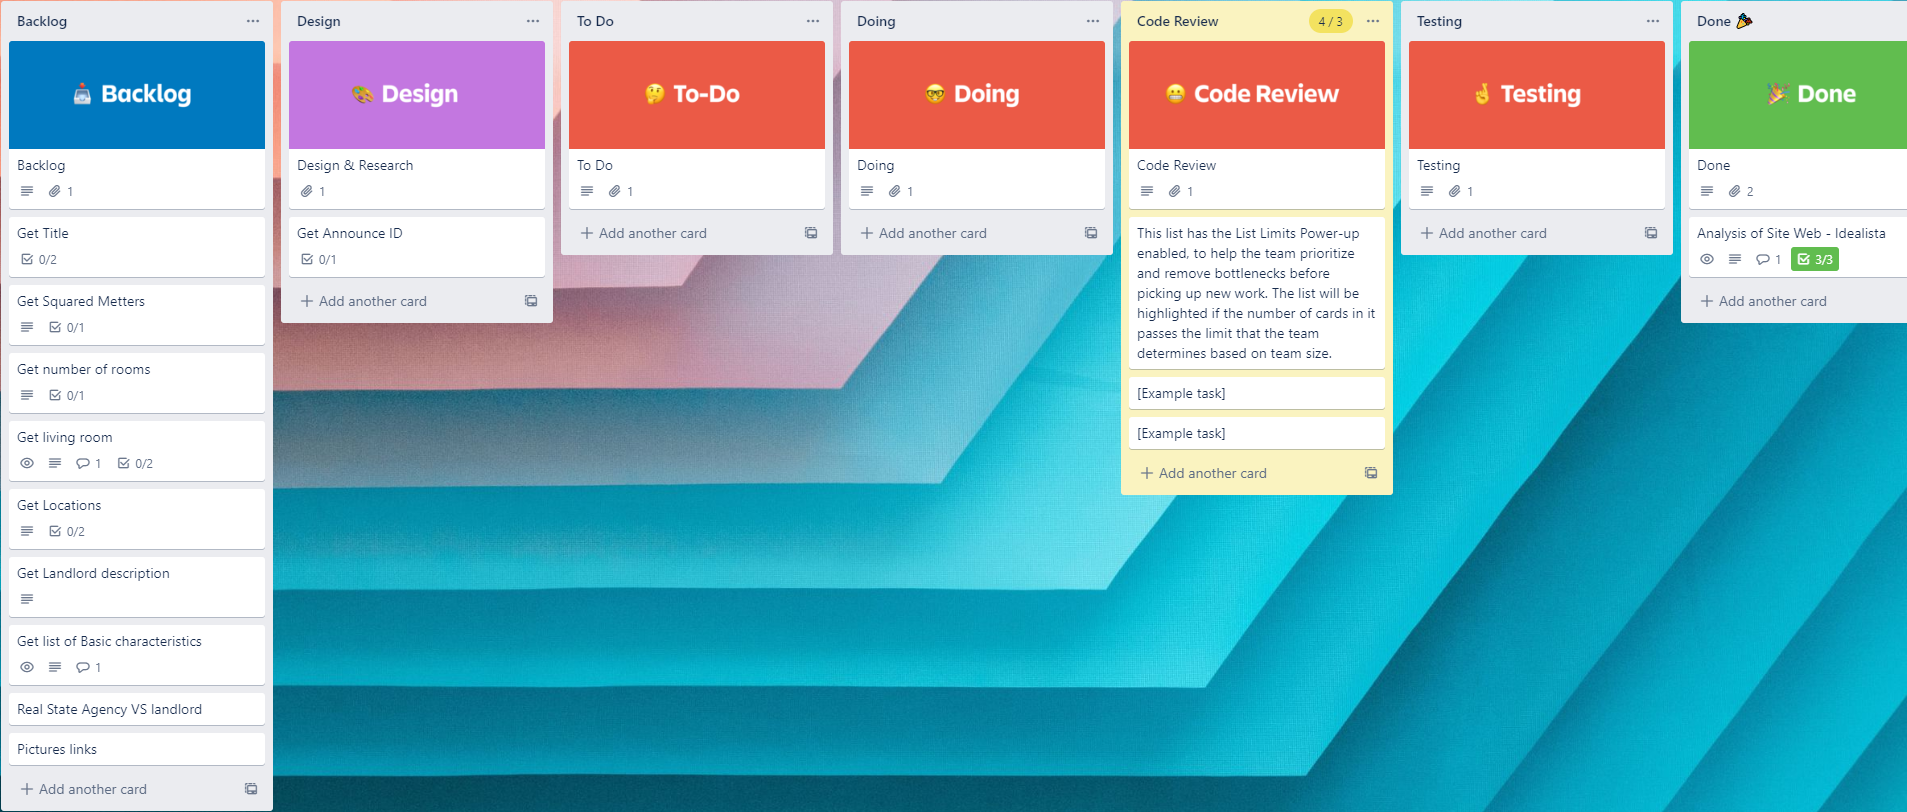 Backlog
Backlog
Backlog
1
Get Title
0/2
Get Squared Metters
0/1
Get number of rooms
0/1
Get living room
1 0/2
Get Locations
0/2
Get Landlord description
Get list of Basic characteristics
1
Real State Agency VS landlord
Pictures links
+ Add another card
Design
Design
Design & Research
1
Get Announce ID
0/1
+ Add another card
To Do
To-Do
To Do
1
+ Add another card
Doing
Doing
Doing
1
+ Add another card
Code Review 4 / 3
Code Review
Code Review
1
This list has the List Limits Power-up
enabled, to help the team prioritize
and remove bottlenecks before
picking up new work. The list will be
highlighted if the number of cards in it
passes the limit that the team
determines based on team size.
[Example task]
[Example task]
+ Add another card
Testing
Testing
Testing
1
+ Add another card
Done 🎉
Done
Done
2
Analysis of Site Web - Idealista
1 3/3
+ Add another card